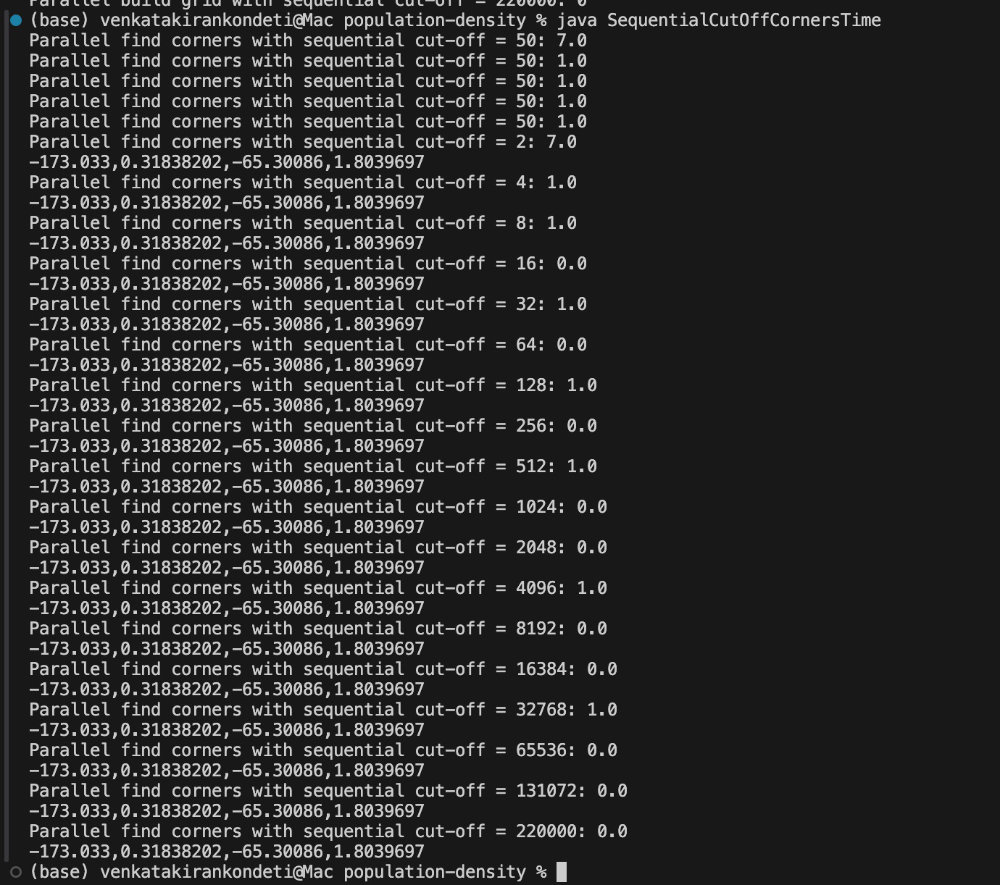 Parallel build grid with sequential cut-off = 220000: 0
(base) venkatakirankondeti@Mac population-density % java SequentialCutOffCornersTime
Parallel find corners with sequential cut-off = 50: 7.0
Parallel find corners with sequential cut-off = 50: 1.0
Parallel find corners with sequential cut-off = 50: 1.0
Parallel find corners with sequential cut-off = 50: 1.0
Parallel find corners with sequential cut-off = 50: 1.0
Parallel find corners with sequential cut-off = 2: 7.0
-173.033,0.31838202,-65.30086,1.8039697
Parallel find corners with sequential cut-off = 4: 1.0
-173.033,0.31838202,-65.30086,1.8039697
Parallel find corners with sequential cut-off = 8: 1.0
-173.033,0.31838202,-65.30086,1.8039697
Parallel find corners with sequential cut-off = 16: 0.0
-173.033,0.31838202,-65.30086,1.8039697
Parallel find corners with sequential cut-off = 32: 1.0
-173.033,0.31838202,-65.30086,1.8039697
Parallel find corners with sequential cut-off = 64: 0.0
-173.033,0.31838202,-65.30086,1.8039697
Parallel find corners with sequential cut-off = 128: 1.0
-173.033,0.31838202,-65.30086,1.8039697
Parallel find corners with sequential cut-off = 256: 0.0
-173.033,0.31838202,-65.30086,1.8039697
Parallel find corners with sequential cut-off = 512: 1.0
-173.033,0.31838202,-65.30086,1.8039697
Parallel find corners with sequential cut-off = 1024: 0.0
-173.033,0.31838202,-65.30086,1.8039697
Parallel find corners with sequential cut-off = 2048: 0.0
-173.033,0.31838202,-65.30086,1.8039697
Parallel find corners with sequential cut-off = 4096: 1.0
-173.033,0.31838202,-65.30086,1.8039697
Parallel find corners with sequential cut-off = 8192: 0.0
-173.033,0.31838202,-65.30086,1.8039697
Parallel find corners with sequential cut-off = 16384: 0.0
-173.033,0.31838202,-65.30086,1.8039697
Parallel find corners with sequential cut-off = 32768: 1.0
-173.033,0.31838202,-65.30086,1.8039697
Parallel find corners with sequential cut-off = 65536: 0.0
-173.033,0.31838202,-65.30086,1.8039697
Parallel find corners with sequential cut-off = 131072: 0.0
-173.033,0.31838202,-65.30086,1.8039697
Parallel find corners with sequential cut-off = 220000: 0.0
-173.033,0.31838202,-65.30086,1.8039697
(base) venkatakirankondeti@Mac population-density %